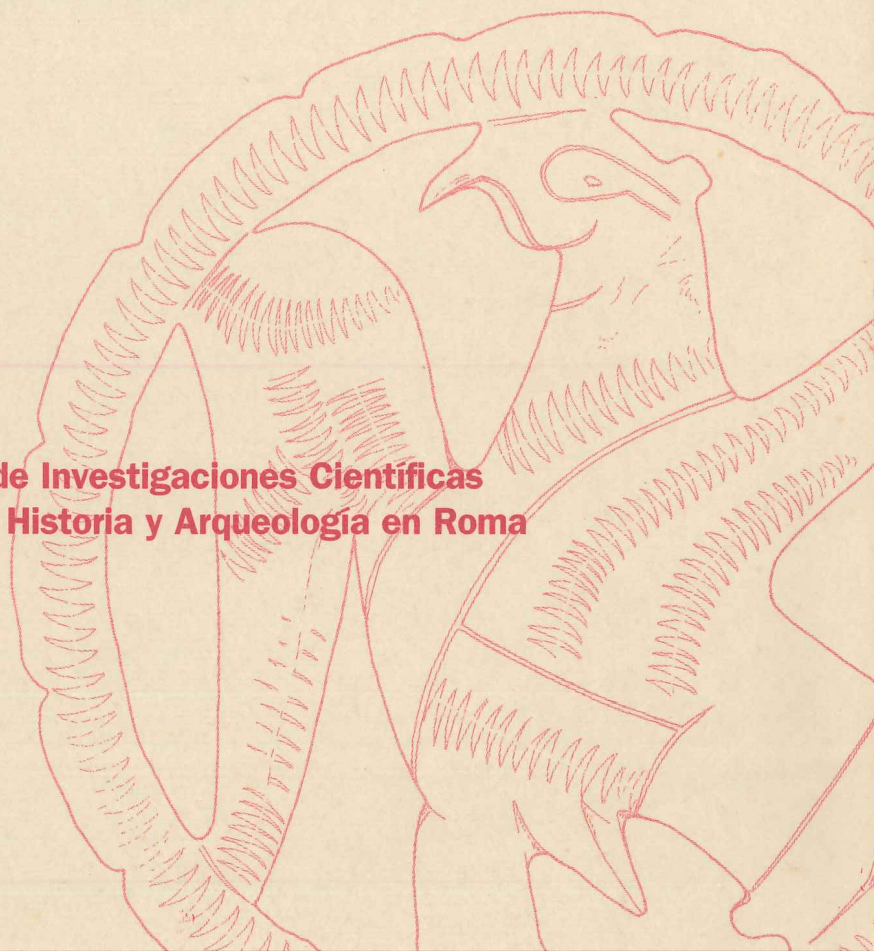 de Investigaciones Científicas
Historia y Arqueología en Roma